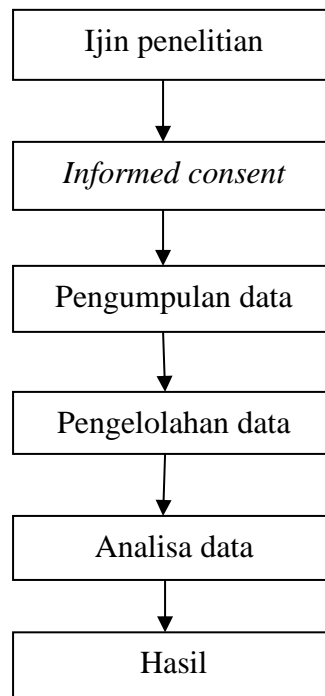 Ijin penelitian
Informed consent
Pengumpulan data
Pengelolahan data
Analisa data
Hasil